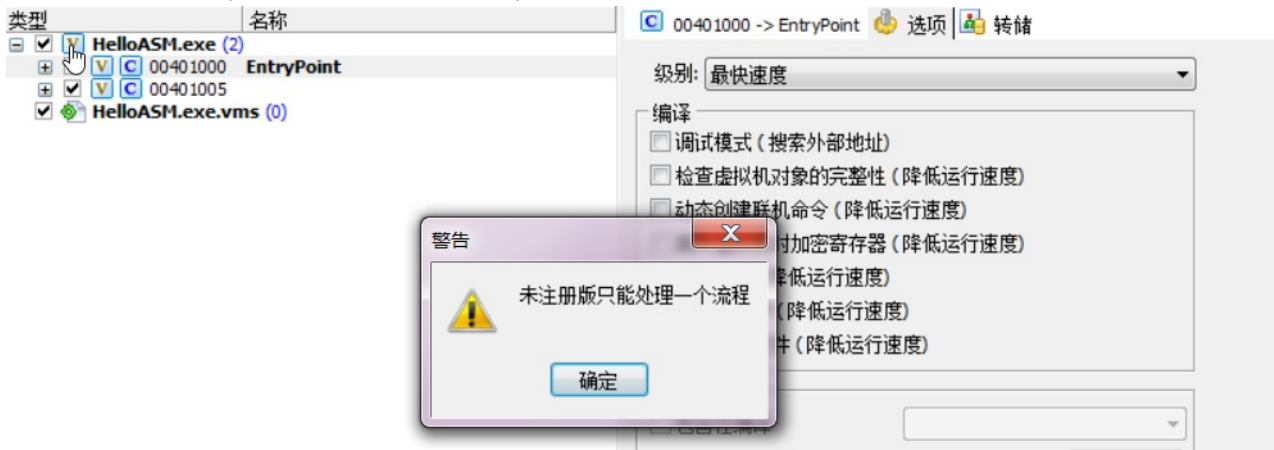 类型 名称
HelloASM.exe (2)
V C 00401000 EntryPoint
V C 00401005
HelloASM.exe.vms (0)
C 00401000 -> EntryPoint 选项 转储
级别: 最快速度
编译
调试模式 ( 搜索外部地址)
检查虚拟机对象的完整性 ( 降低运行速度)
动态创建联机命令 ( 降低运行速度)
时加密寄存器 ( 降低运行速度)
降低运行速度)
( 降低运行速度)
件 ( 降低运行速度)
警告
未注册版只能处理一个流程
确定